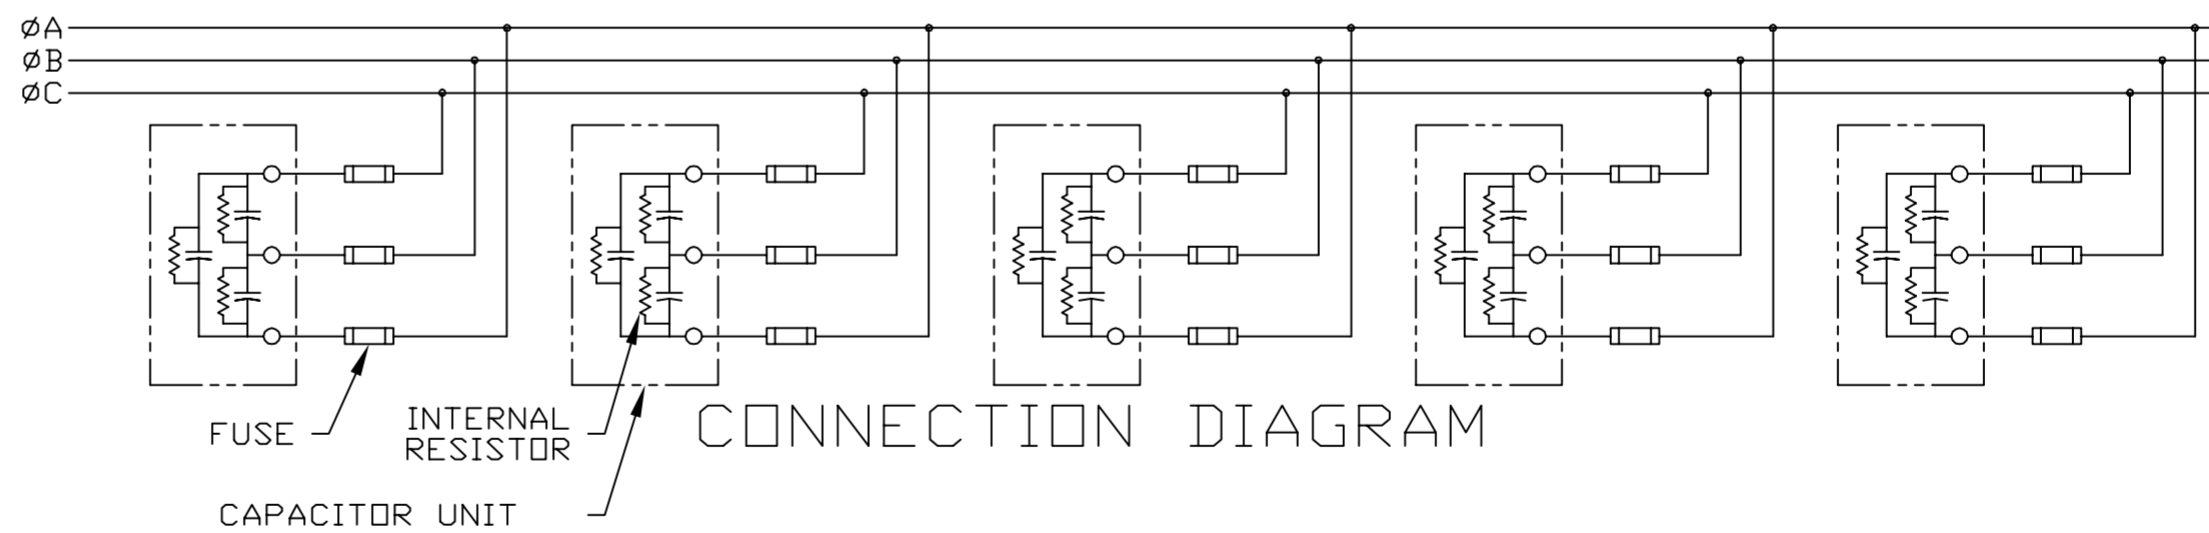 ØA
ØB
ØC
FUSE
INTERNAL
RESISTOR
CONNECTION DIAGRAM
CAPACITOR UNIT